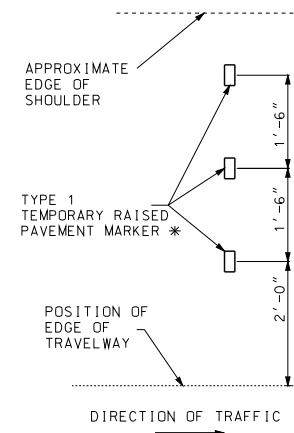 APPROXIMATE
EDGE OF
SHOULDER
1'-6"
TYPE 1
TEMPORARY RAISED
PAVEMENT MARKER *
1'-6"
2'-0"
POSITION OF
EDGE OF
TRAVELWAY
DIRECTION OF TRAFFIC